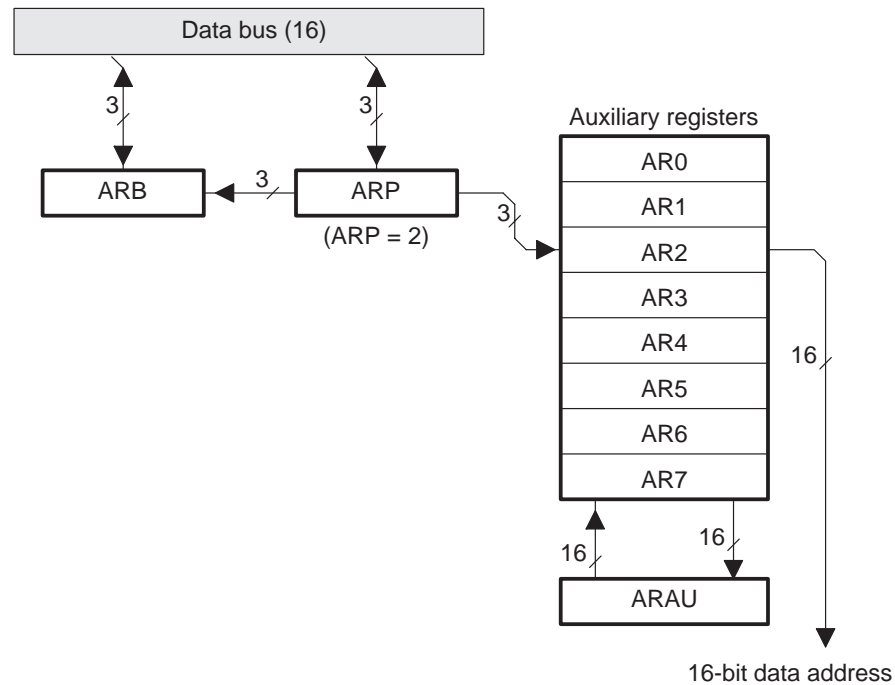 Data bus (16)
3
3
Auxiliary registers
AR0
ARB
3
ARP
AR1
3
(ARP = 2)
AR2
AR3
AR4
16
AR5
AR6
AR7
16
16
ARAU
16-bit data address